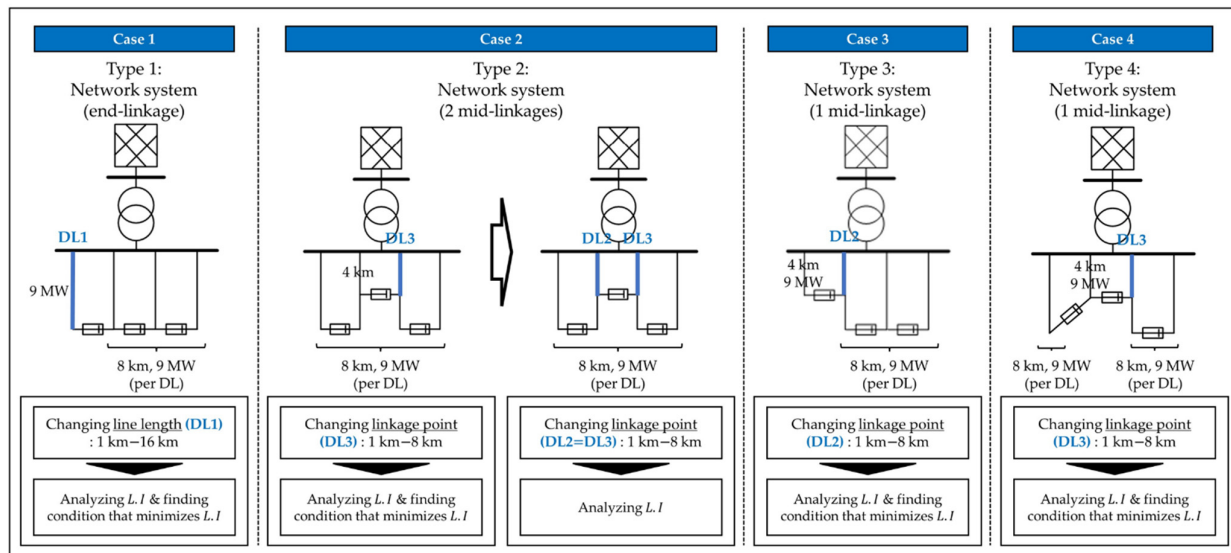 Case 1
Type 1:
Network system
(end-linkage)
DL1
9 MW
8 km, 9 MW
(per DL)
Changing line length (DL1)
: 1 km−16 km
Analyzing L.I & finding
condition that minimizes L.I
Case 2
Type 2:
Network system
(2 mid-linkages)
DL3
4 km
8 km, 9 MW
(per DL)
Changing linkage point
(DL3) : 1 km−8 km
Analyzing L.I & finding
condition that minimizes L.I
DL2 DL3
8 km, 9 MW
(per DL)
Changing linkage point
(DL2=DL3) : 1 km−8 km
Analyzing L.I
Case 3
Type 3:
Network system
(1 mid-linkage)
DL2
4 km
9 MW
8 km, 9 MW
(per DL)
Changing linkage point
(DL2) : 1 km−8 km
Analyzing L.I & finding
condition that minimizes L.I
Case 4
Type 4:
Network system
(1 mid-linkage)
DL3
4 km
9 MW
8 km, 9 MW 8 km, 9 MW
(per DL) (per DL)
Changing linkage point
(DL3) : 1 km−8 km
Analyzing L.I & finding
condition that minimizes L.I